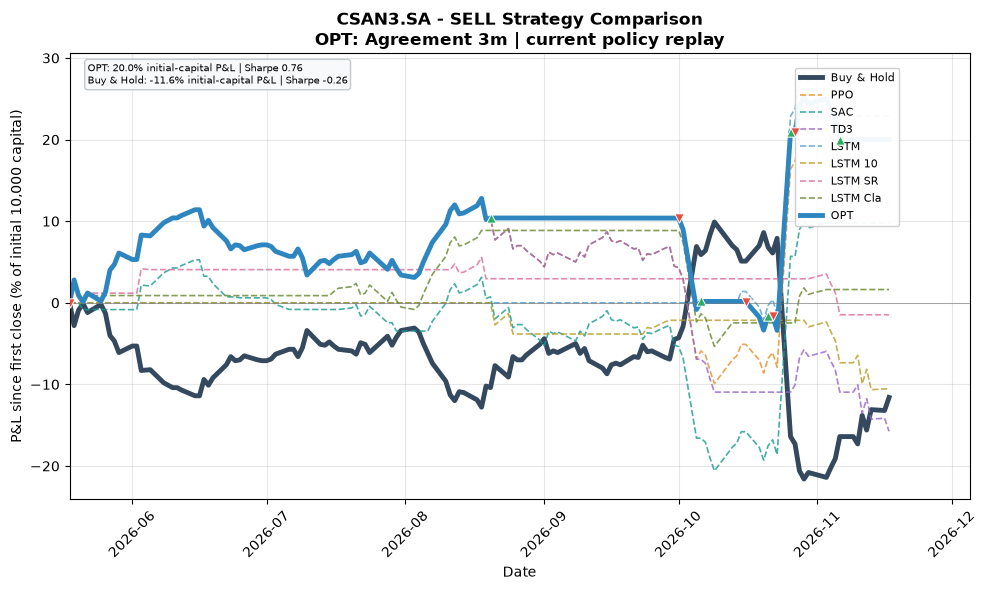 CSAN3.SA - SELL Strategy Comparison
OPT: Agreement 3m | current policy replay
OPT: 20.0% initial-capital P&L | Sharpe 0.76
Buy & Hold: -11.6% initial-capital P&L | Sharpe -0.26
Buy & Hold
PPO
SAC
TD3
LSTM
LSTM 10
LSTM SR
LSTM Cla
OPT
P&L since first close (% of initial 10,000 capital)
30
20
10
0
−10
−20
2026-06
2026-07
2026-08
2026-09
2026-10
2026-11
2026-12
Date